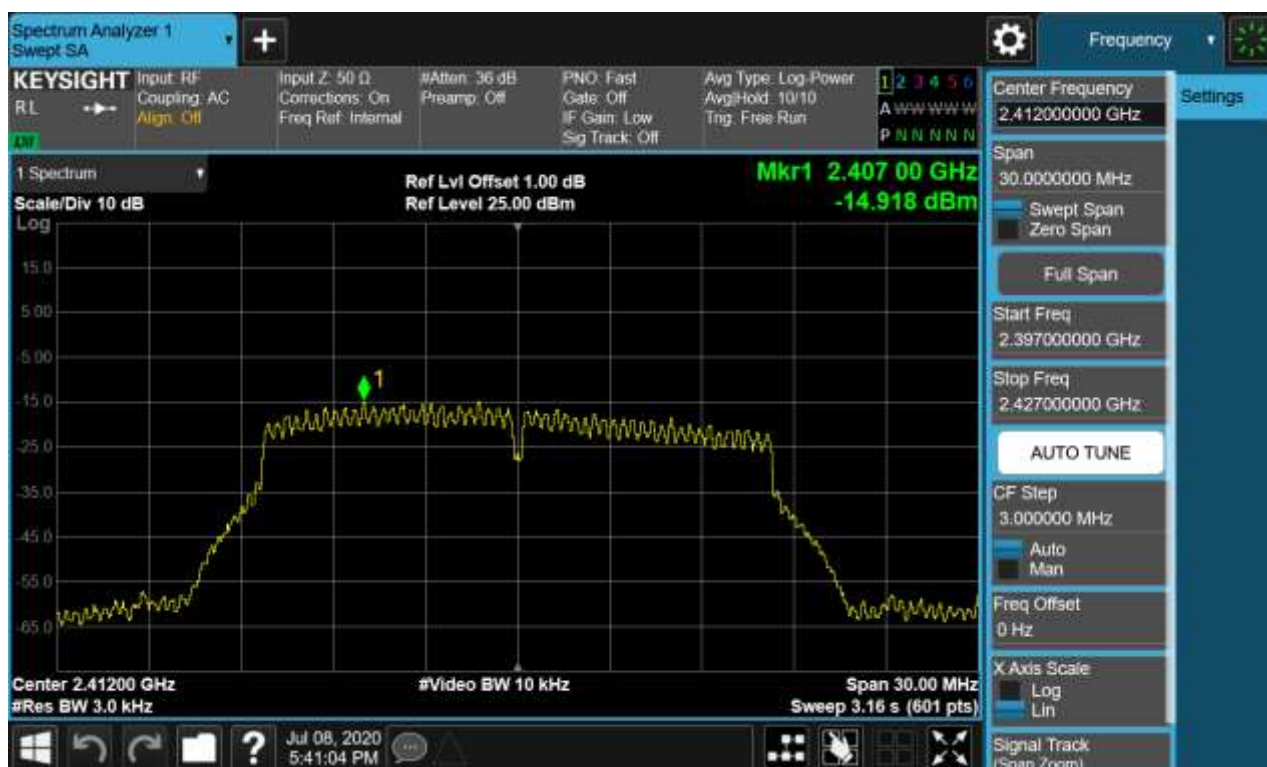 Spectrum Analyzer 1
Swept SA
+
Frequency
KEYSIGHT
RL
Input: RF
Coupling: AC
Align: Off
Input Z: 50 Ω
Corrections: On
Freq Ref: Internal
#Atten: 36 dB
Preamp: Off
PNO: Fast
Gate: Off
IF Gain: Low
Sig Track: Off
Avg Type: Log-Power
Avg|Hold: 10/10
Trig: Free Run
1 2 3 4 5 6
A W W W W W
P N N N N N
1 Spectrum
Scale/Div 10 dB
Log
Ref Lvl Offset 1.00 dB
Ref Level 25.00 dBm
Mkr1 2.407 00 GHz
-14.918 dBm
15.0
5.00
-5.00
-15.0
-25.0
-35.0
-45.0
-55.0
-65.0
1
Center 2.41200 GHz
#Res BW 3.0 kHz
#Video BW 10 kHz
Span 30.00 MHz
Sweep 3.16 s (601 pts)
?
Jul 08, 2020
5:41:04 PM
Center Frequency
2.412000000 GHz
Settings
Span
30.0000000 MHz
Swept Span
Zero Span
Full Span
Start Freq
2.397000000 GHz
Stop Freq
2.427000000 GHz
AUTO TUNE
CF Step
3.000000 MHz
Auto
Man
Freq Offset
0 Hz
X Axis Scale
Log
Lin
Signal Track
(Span Zoom)